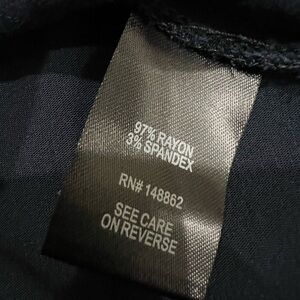 97% RAYON
3% SPANDEX
RN# 148862
SEE CARE
ON REVERSE